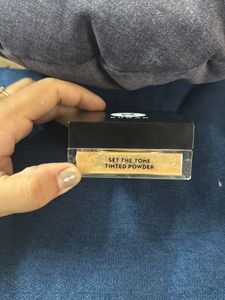 SET THE TONE
TINTED POWDER